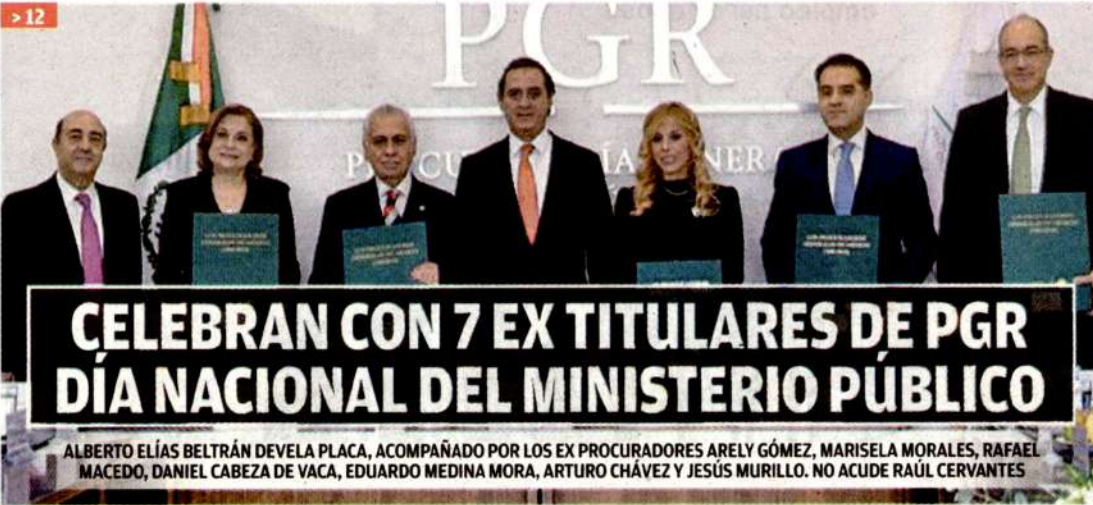 > 12
PGR
CELEBRAN CON 7 EX TITULARES DE PGR
DÍA NACIONAL DEL MINISTERIO PÚBLICO
ALBERTO ELÍAS BELTRÁN DEVELA PLACA, ACOMPAÑADO POR LOS EX PROCURADORES ARELY GÓMEZ, MARISELA MORALES, RAFAEL
MACEDO, DANIEL CABEZA DE VACA, EDUARDO MEDINA MORA, ARTURO CHÁVEZ Y JESÚS MURILLO. NO ACUDE RAÚL CERVANTES